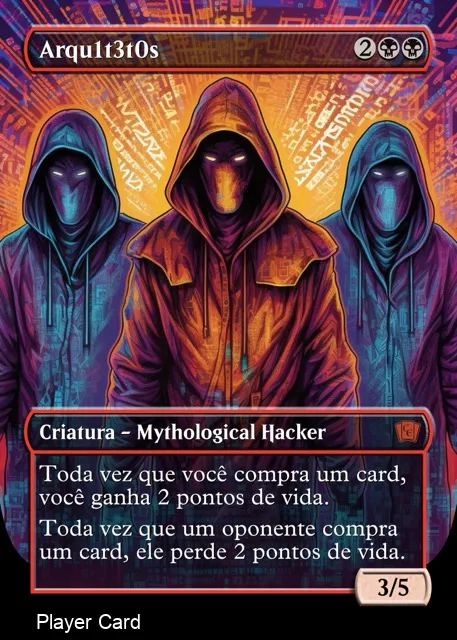 Arqu1t3t0s
2
Criatura – Mythological Hacker
Toda vez que você compra um card,
você ganha 2 pontos de vida.
Toda vez que um oponente compra
um card, ele perde 2 pontos de vida.
3/5
Player Card